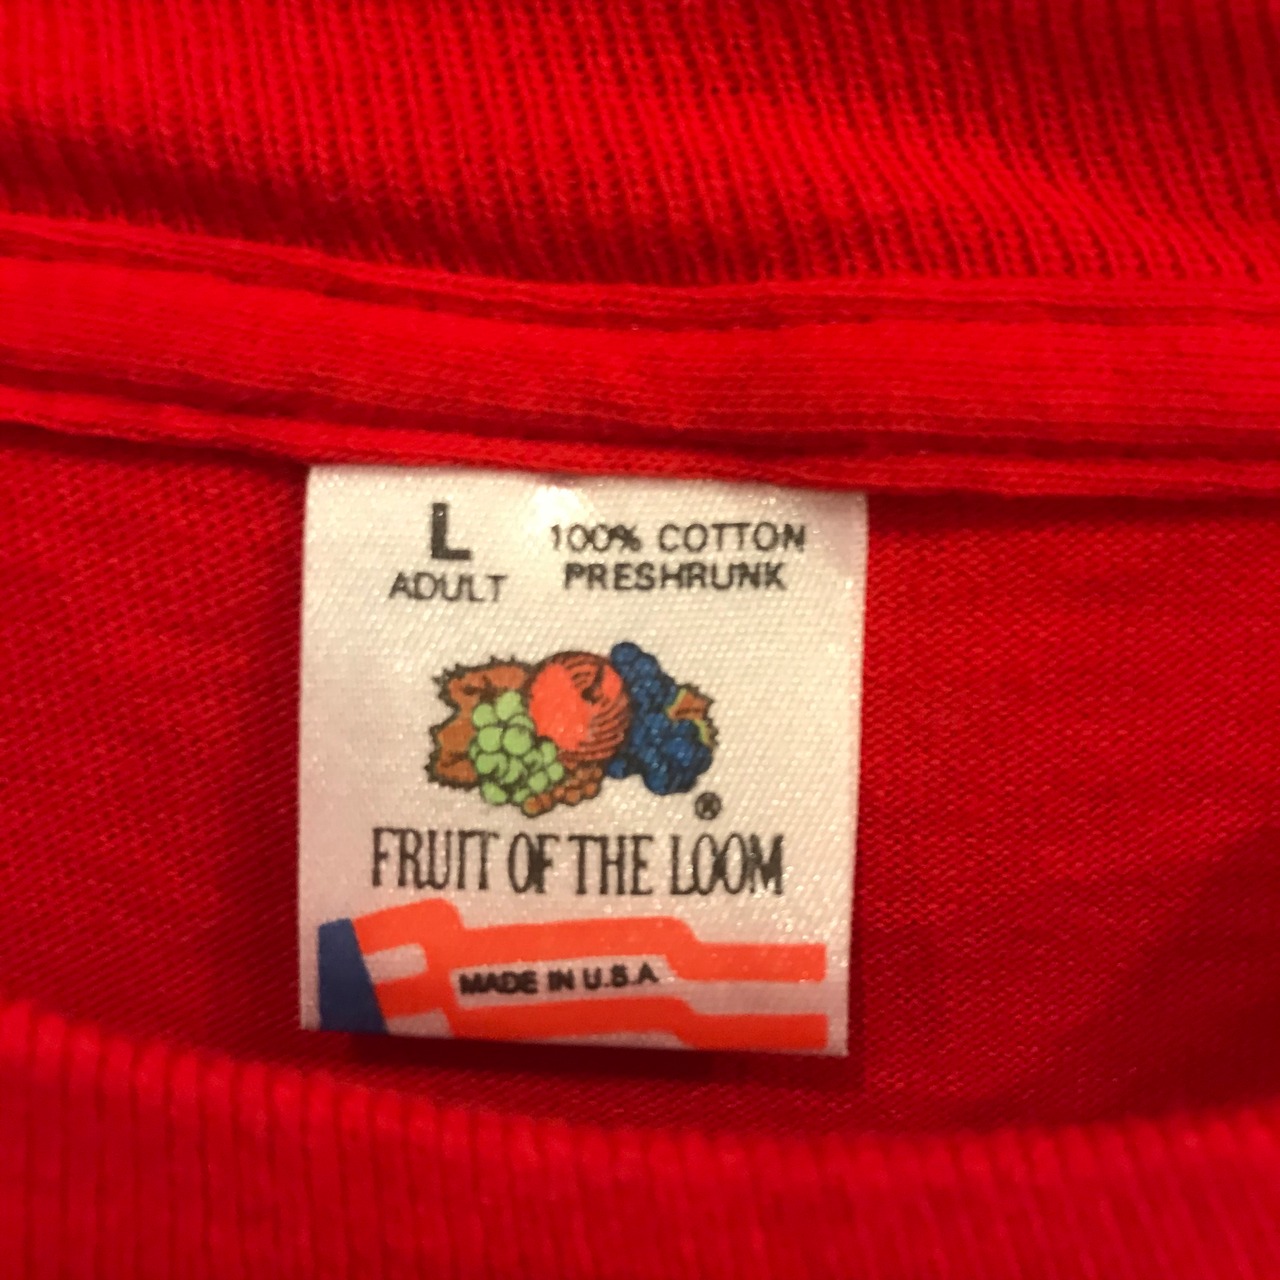 L
ADULT
100% COTTON
PRESHRUNK
®
FRUIT OF THE LOOM
MADE IN U.S.A.